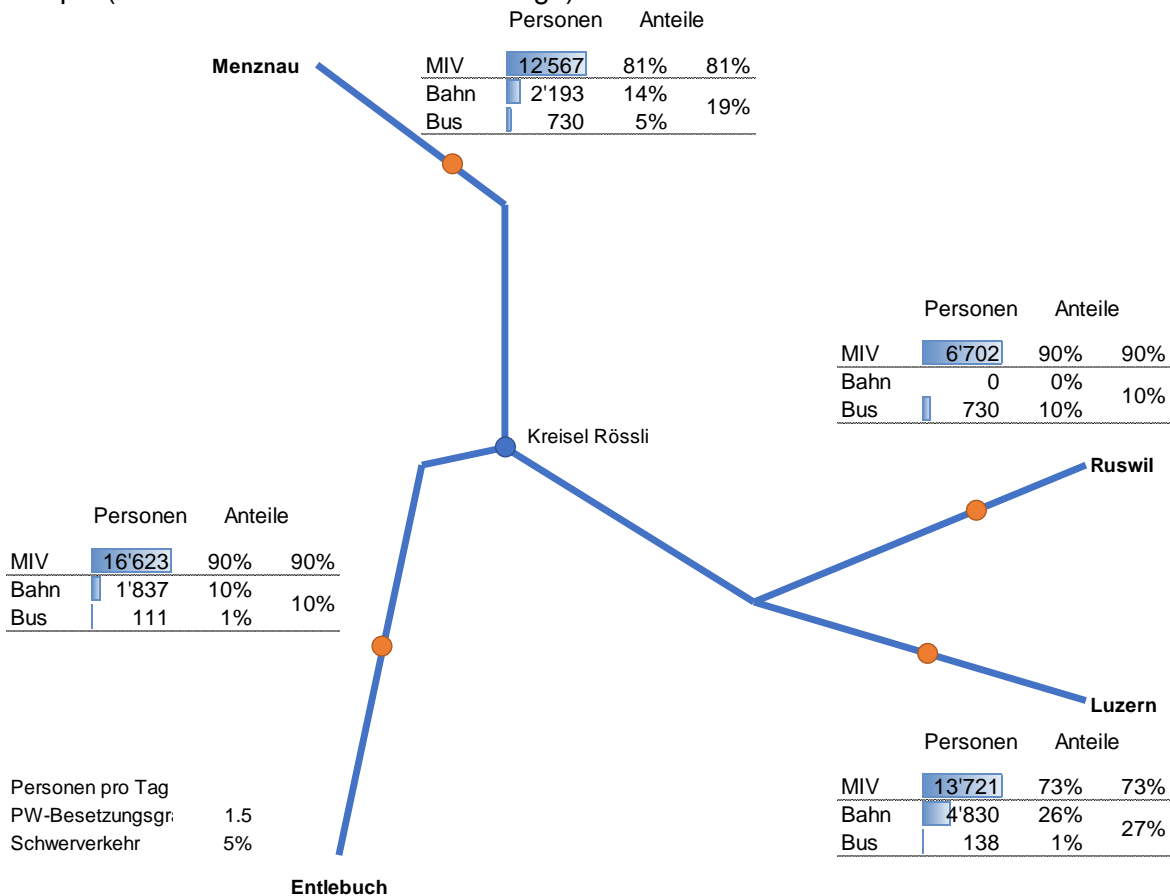 Personen Anteile
Menznau
MIV 12'567 81% 81%
Bahn 2'193 14%
19%
Bus 730 5%
Personen Anteile
MIV 6'702 90% 90%
Bahn 0 0%
10%
Bus 730 10%
Kreisel Rössli
Ruswil
Personen Anteile
MIV 16'623 90% 90%
Bahn 1'837 10%
10%
Bus 111 1%
Luzern
Personen Anteile
MIV 13'721 73% 73%
Bahn 4'830 26%
27%
Bus 138 1%
Personen pro Tag
PW-Besetzungsgr 1.5
Schwerverkehr 5%
Entlebuch